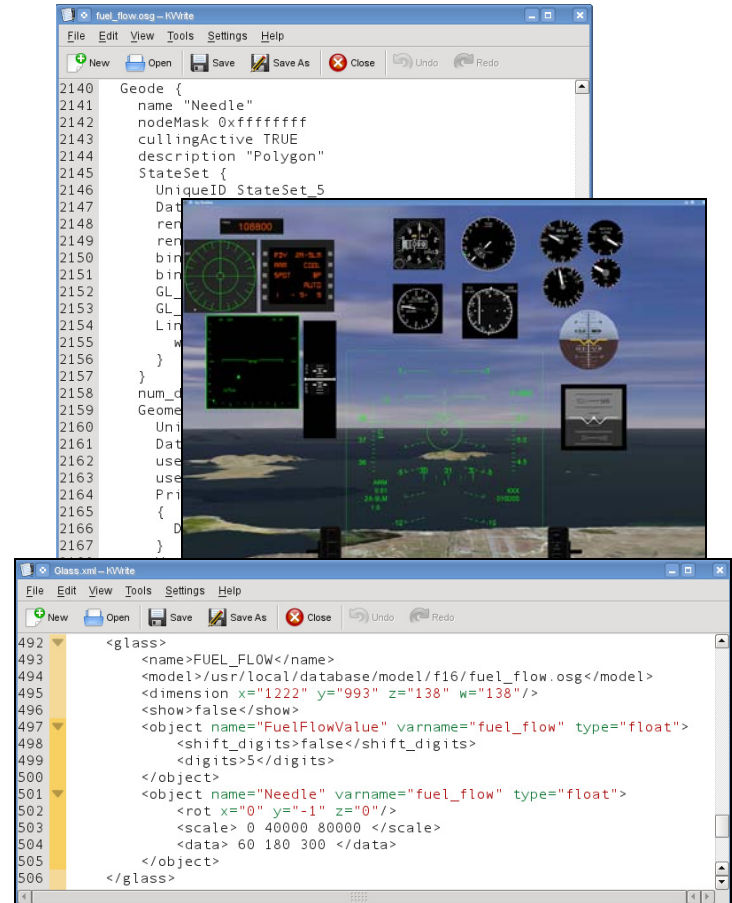 fuel_flow.osg – KWrite
File Edit View Tools Settings Help
New Open Save Save As Close Undo Redo
2140 Geode {
2141 name "Needle"
2142 nodeMask 0xffffffff
2143 cullingActive TRUE
2144 description "Polygon"
2145 StateSet {
2146 UniqueID StateSet_5
2147 Dat
2148 ren
2149 ren
2150 bin
2151 bin
2152 GL_
2153 GL_
2154 Lin
2155 w
2156 }
2157 }
2158 num_d
2159 Geome
2160 Uni
2161 Dat
2162 use
2163 use
2164 Pri
2165 {
2166 D
2167 }
108800
COOL
SPOT BP
AUTO
ARM
Glass.xml – KWrite
File Edit View Tools Settings Help
New Open Save Save As Close Undo Redo
492 <glass>
493 <name>FUEL_FLOW</name>
494 <model>/usr/local/database/model/f16/fuel_flow.osg</model>
495 <dimension x="1222" y="993" z="138" w="138"/>
496 <show>false</show>
497 <object name="FuelFlowValue" varname="fuel_flow" type="float">
498 <shift_digits>false</shift_digits>
499 <digits>5</digits>
500 </object>
501 <object name="Needle" varname="fuel_flow" type="float">
502 <rot x="0" y="-1" z="0"/>
503 <scale> 0 40000 80000 </scale>
504 <data> 60 180 300 </data>
505 </object>
506 </glass>